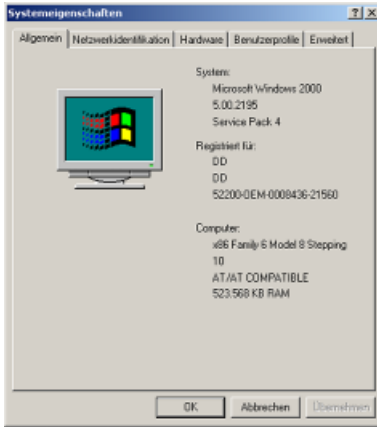 Systemeigenschaften
Allgemein Netzwerkidentifikation Hardware Benutzerprofile Erweitert
System:
Microsoft Windows 2000
5.00.2195
Service Pack 4
Registriert für:
DD
DD
52200-OEM-0008436-21560
Computer:
x86 Family 6 Model 8 Stepping
10
AT/AT COMPATIBLE
523.568 KB RAM
OK Abbrechen Übernehmen